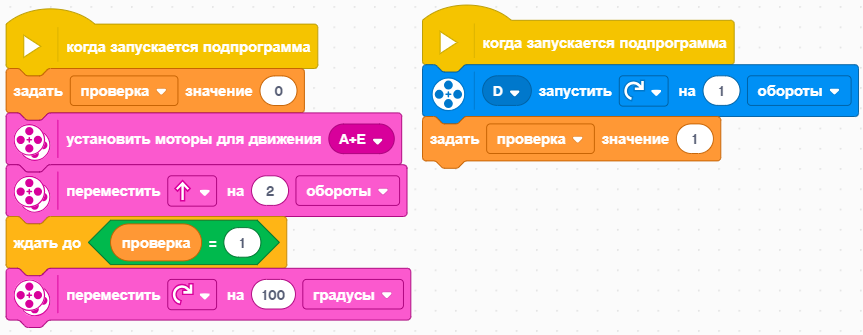 когда запускается подпрограмма
задать проверка значение 0
установить моторы для движения A+E
переместить на 2 обороты
ждать до проверка = 1
переместить на 100 градусы
когда запускается подпрограмма
D запустить на 1 обороты
задать проверка значение 1